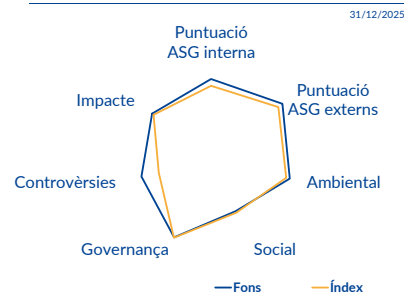 31/12/2025
Puntuació
ASG interna
Puntuació
ASG externs
Impacte
Ambiental
Controvèrsies
Governança
Social
Fons
Índex